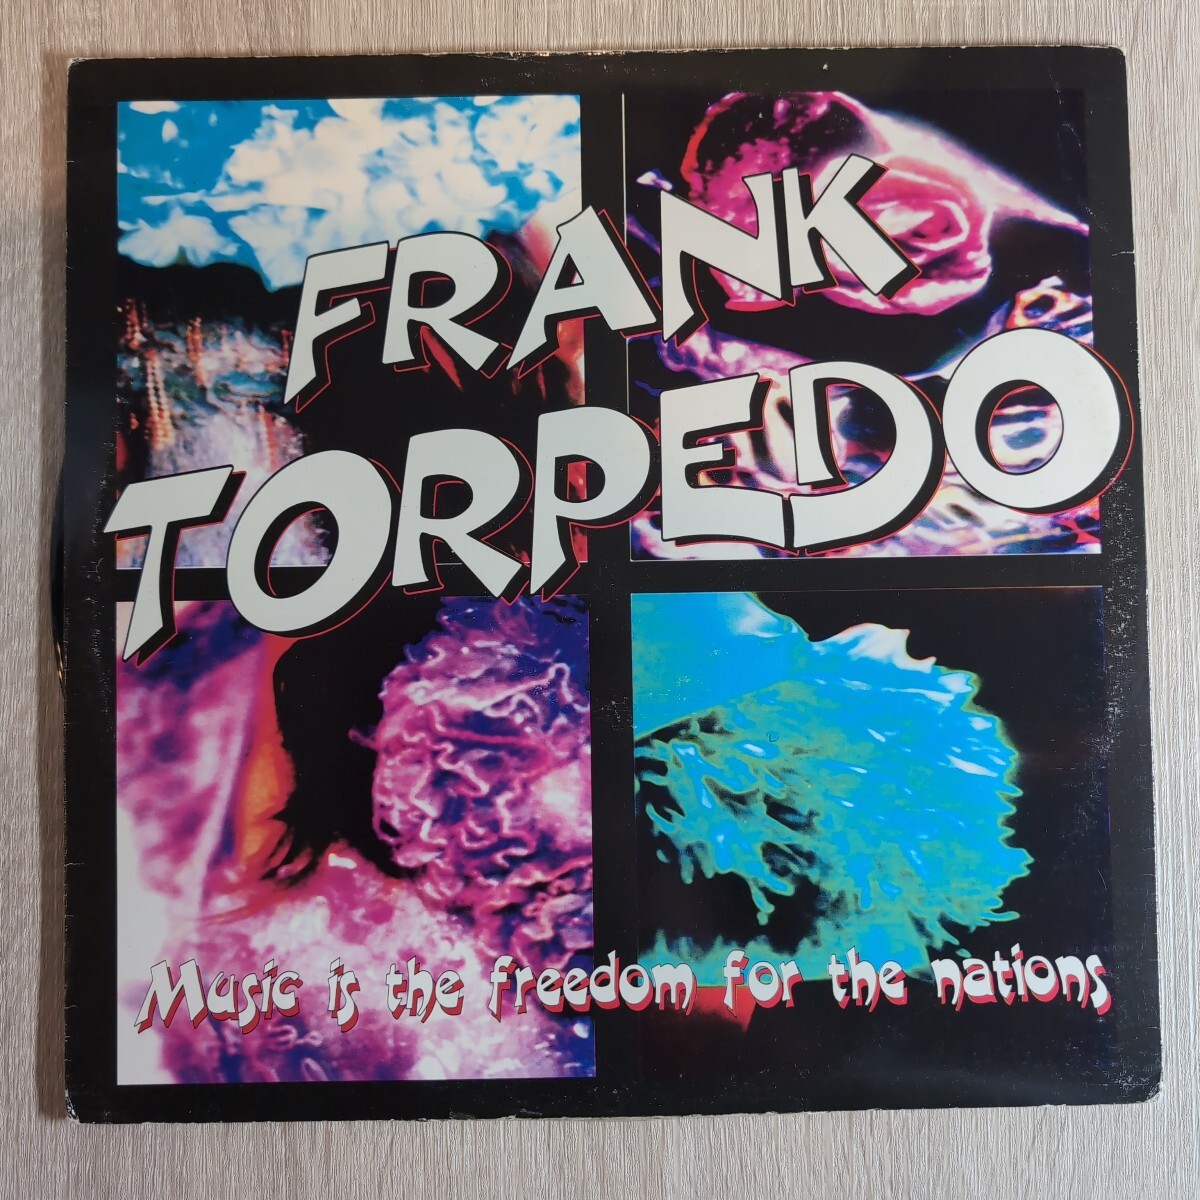 FRANK
TORPEDO
Music is the freedom for the nations